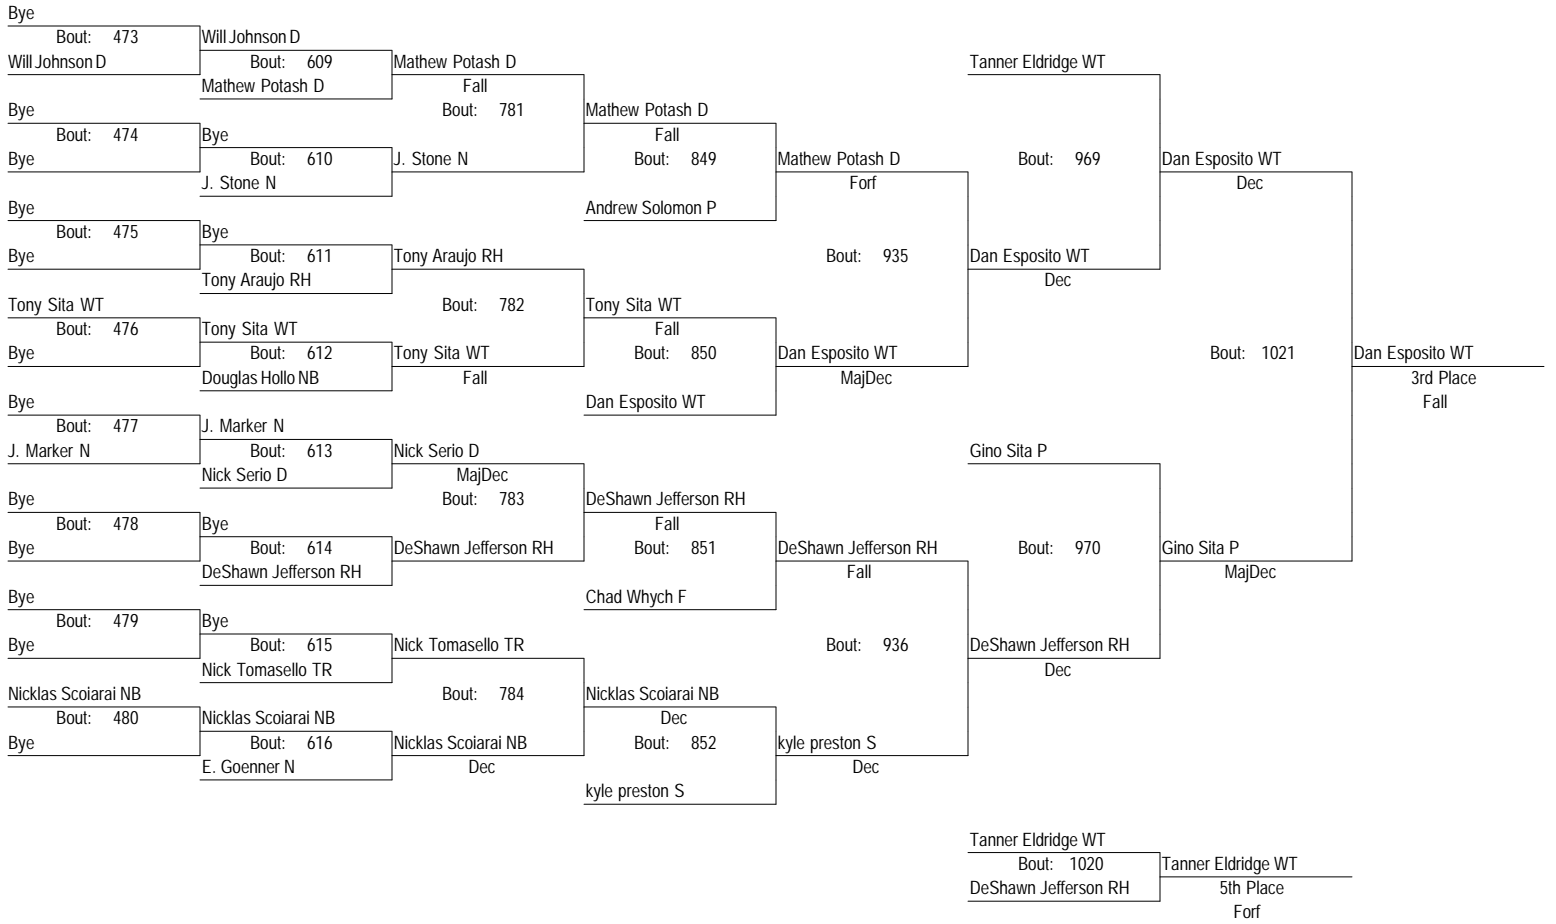 Bye
Bout: 473 Will Johnson D
Will Johnson D Bout: 609 Mathew Potash D Tanner Eldridge WT
Mathew Potash D Fall
Bye Bout: 781 Mathew Potash D
Bout: 474 Bye Fall
Bye Bout: 610 J. Stone N Bout: 849 Mathew Potash D Bout: 969 Dan Esposito WT
J. Stone N Forf Dec
Bye Andrew Solomon P
Bout: 475 Bye
Bye Bout: 611 Tony Araujo RH Bout: 935 Dan Esposito WT
Tony Araujo RH Dec
Tony Sita WT Bout: 782 Tony Sita WT
Bout: 476 Tony Sita WT Fall
Bye Bout: 612 Tony Sita WT Bout: 850 Dan Esposito WT Bout: 1021 Dan Esposito WT
Douglas Hollo NB Fall MajDec 3rd Place
Bye Dan Esposito WT Fall
Bout: 477 J. Marker N
J. Marker N Bout: 613 Nick Serio D Gino Sita P
Nick Serio D MajDec
Bye Bout: 783 DeShawn Jefferson RH
Bout: 478 Bye Fall
Bye Bout: 614 DeShawn Jefferson RH Bout: 851 DeShawn Jefferson RH Bout: 970 Gino Sita P
DeShawn Jefferson RH Fall MajDec
Bye Chad Whych F
Bout: 479 Bye
Bye Bout: 615 Nick Tomasello TR Bout: 936 DeShawn Jefferson RH
Nick Tomasello TR Dec
Nicklas Scoiarai NB Bout: 784 Nicklas Scoiarai NB
Bout: 480 Nicklas Scoiarai NB Dec
Bye Bout: 616 Nicklas Scoiarai NB Bout: 852 kyle preston S
E. Goenner N Dec Dec
kyle preston S
Tanner Eldridge WT
Bout: 1020 Tanner Eldridge WT
DeShawn Jefferson RH 5th Place
Forf